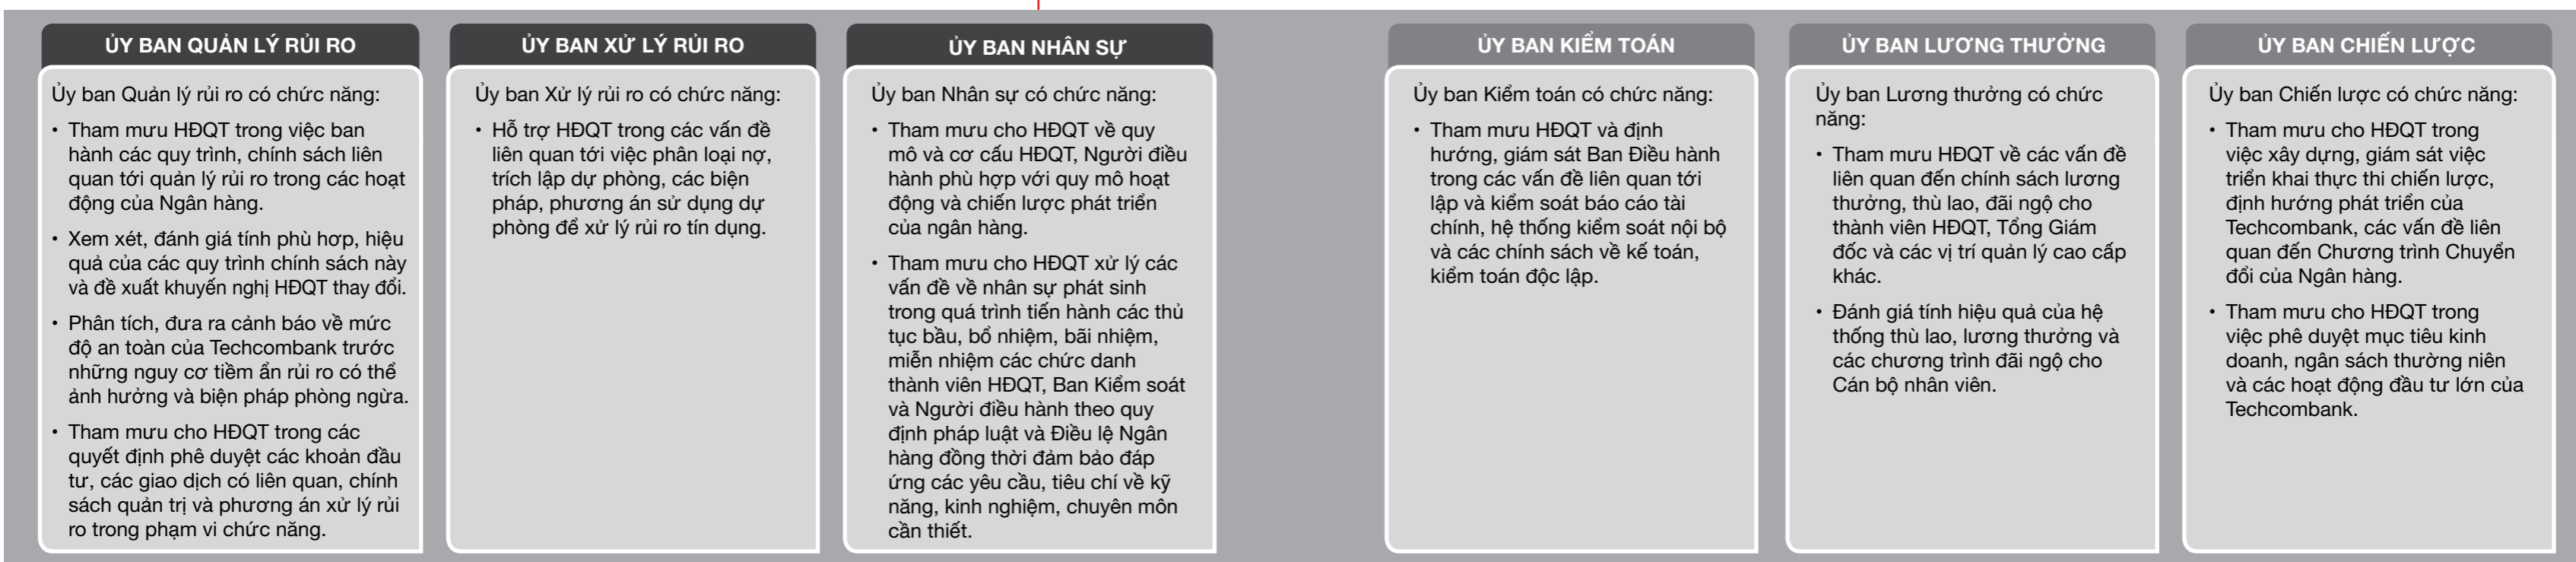 ỦY BAN QUẢN LÝ RỦI RO
Ủy ban Quản lý rủi ro có chức năng:
• Tham mưu HĐQT trong việc ban
hành các quy trình, chính sách liên
quan tới quản lý rủi ro trong các hoạt
động của Ngân hàng.
• Xem xét, đánh giá tính phù hợp, hiệu
quả của các quy trình chính sách này
và đề xuất khuyến nghị HĐQT thay đổi.
• Phân tích, đưa ra cảnh báo về mức
độ an toàn của Techcombank trước
những nguy cơ tiềm ẩn rủi ro có thể
ảnh hưởng và biện pháp phòng ngừa.
• Tham mưu cho HĐQT trong các
quyết định phê duyệt các khoản đầu
tư, các giao dịch có liên quan, chính
sách quản trị và phương án xử lý rủi
ro trong phạm vi chức năng.
ỦY BAN XỬ LÝ RỦI RO
Ủy ban Xử lý rủi ro có chức năng:
• Hỗ trợ HĐQT trong các vấn đề
liên quan tới việc phân loại nợ,
trích lập dự phòng, các biện
pháp, phương án sử dụng dự
phòng để xử lý rủi ro tín dụng.
ỦY BAN NHÂN SỰ
Ủy ban Nhân sự có chức năng:
• Tham mưu cho HĐQT về quy
mô và cơ cấu HĐQT, Người điều
hành phù hợp với quy mô hoạt
động và chiến lược phát triển
của ngân hàng.
• Tham mưu cho HĐQT xử lý các
vấn đề về nhân sự phát sinh
trong quá trình tiến hành các thủ
tục bầu, bổ nhiệm, bãi nhiệm,
miễn nhiệm các chức danh
thành viên HĐQT, Ban Kiểm soát
và Người điều hành theo quy
định pháp luật và Điều lệ Ngân
hàng đồng thời đảm bảo đáp
ứng các yêu cầu, tiêu chí về kỹ
năng, kinh nghiệm, chuyên môn
cần thiết.
ỦY BAN KIỂM TOÁN
Ủy ban Kiểm toán có chức năng:
• Tham mưu HĐQT và định
hướng, giám sát Ban Điều hành
trong các vấn đề liên quan tới
lập và kiểm soát báo cáo tài
chính, hệ thống kiểm soát nội bộ
và các chính sách về kế toán,
kiểm toán độc lập.
ỦY BAN LƯƠNG THƯỞNG
Ủy ban Lương thưởng có chức
năng:
• Tham mưu HĐQT về các vấn đề
liên quan đến chính sách lương
thưởng, thù lao, đãi ngộ cho
thành viên HĐQT, Tổng Giám
đốc và các vị trí quản lý cao cấp
khác.
• Đánh giá tính hiệu quả của hệ
thống thù lao, lương thưởng và
các chương trình đãi ngộ cho
Cán bộ nhân viên.
ỦY BAN CHIẾN LƯỢC
Ủy ban Chiến lược có chức năng:
• Tham mưu cho HĐQT trong
việc xây dựng, giám sát việc
triển khai thực thi chiến lược,
định hướng phát triển của
Techcombank, các vấn đề liên
quan đến Chương trình Chuyển
đổi của Ngân hàng.
• Tham mưu cho HĐQT trong
việc phê duyệt mục tiêu kinh
doanh, ngân sách thường niên
và các hoạt động đầu tư lớn của
Techcombank.